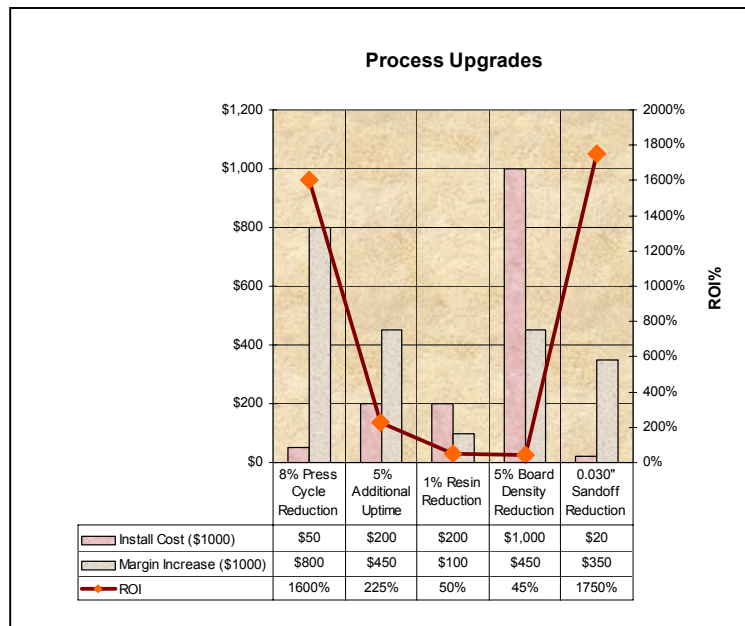 Process Upgrades
$1,200
$1,000
$800
$600
$400
$200
$0
2000%
1800%
1600%
1400%
1200%
1000%
800%
600%
400%
200%
0%
ROI%
8% Press
Cycle
Reduction
5%
Additional
Uptime
1% Resin
Reduction
5% Board
Density
Reduction
0.030"
Sandoff
Reduction
Install Cost ($1000) $50 $200 $200 $1,000 $20
Margin Increase ($1000) $800 $450 $100 $450 $350
ROI 1600% 225% 50% 45% 1750%